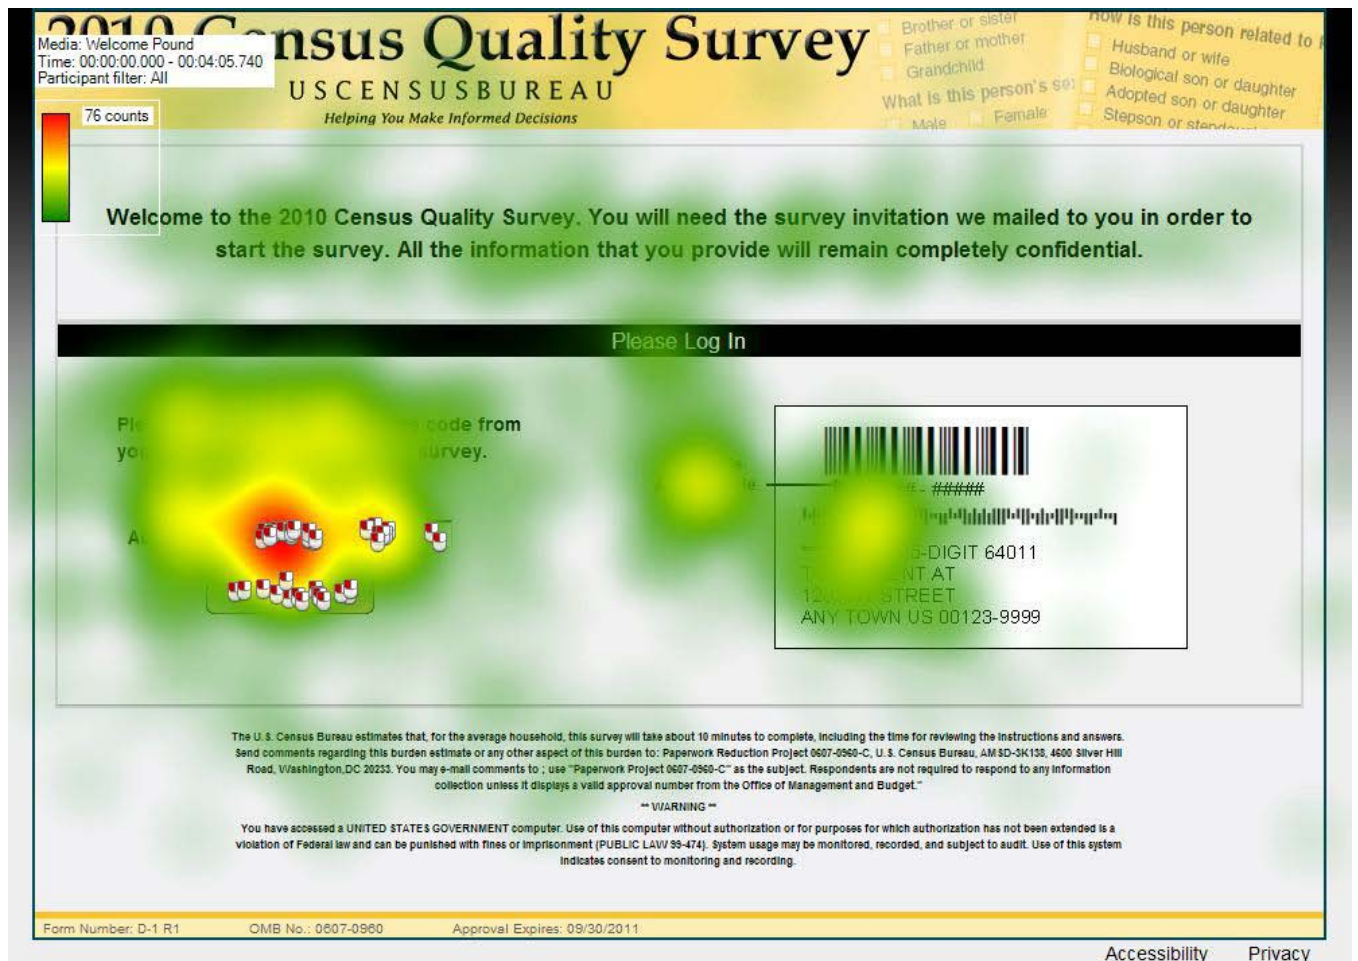 2010 Census Quality Survey
Media: Welcome Pound
Time: 00:00:00.000 - 00:04:05.740
Participant filter: All
76 counts
USCENSUSBUREAU
Helping You Make Informed Decisions
Brother or sister
Father or mother
Grandchild
What is this person's
Male Female
How is this person related to
Husband or wife
Biological son or daughter
Adopted son or daughter
Stepson or
Welcome to the 2010 Census Quality Survey. You will need the survey invitation we mailed to you in order to
start the survey. All the information that you provide will remain completely confidential.
Please Log In
code from
survey.
- #####
-DIGIT 64011
AT
STREET
ANY TOWN US 00123-9999
The U.S. Census Bureau estimates that, for the average household, this survey will take about 10 minutes to complete, including the time for reviewing the instructions and answers.
Send comments regarding this burden estimate or any other aspect of this burden to: Paperwork Reduction Project 0607-0960-C, U.S. Census Bureau, AMSD-3K138, 4600 Silver Hill
Road, Washington,DC 20233. You may e-mail comments to ; use "Paperwork Project 0607-0960-C" as the subject. Respondents are not required to respond to any information
collection unless it displays a valid approval number from the Office of Management and Budget."
** WARNING **
You have accessed a UNITED STATES GOVERNMENT computer. Use of this computer without authorization or for purposes for which authorization has not been extended is a
violation of Federal law and can be punished with fines or imprisonment (PUBLIC LAW 99-474). System usage may be monitored, recorded, and subject to audit. Use of this system
indicates consent to monitoring and recording.
Form Number: D-1 R1 OMB No.: 0607-0960 Approval Expires: 09/30/2011
Accessibility Privacy